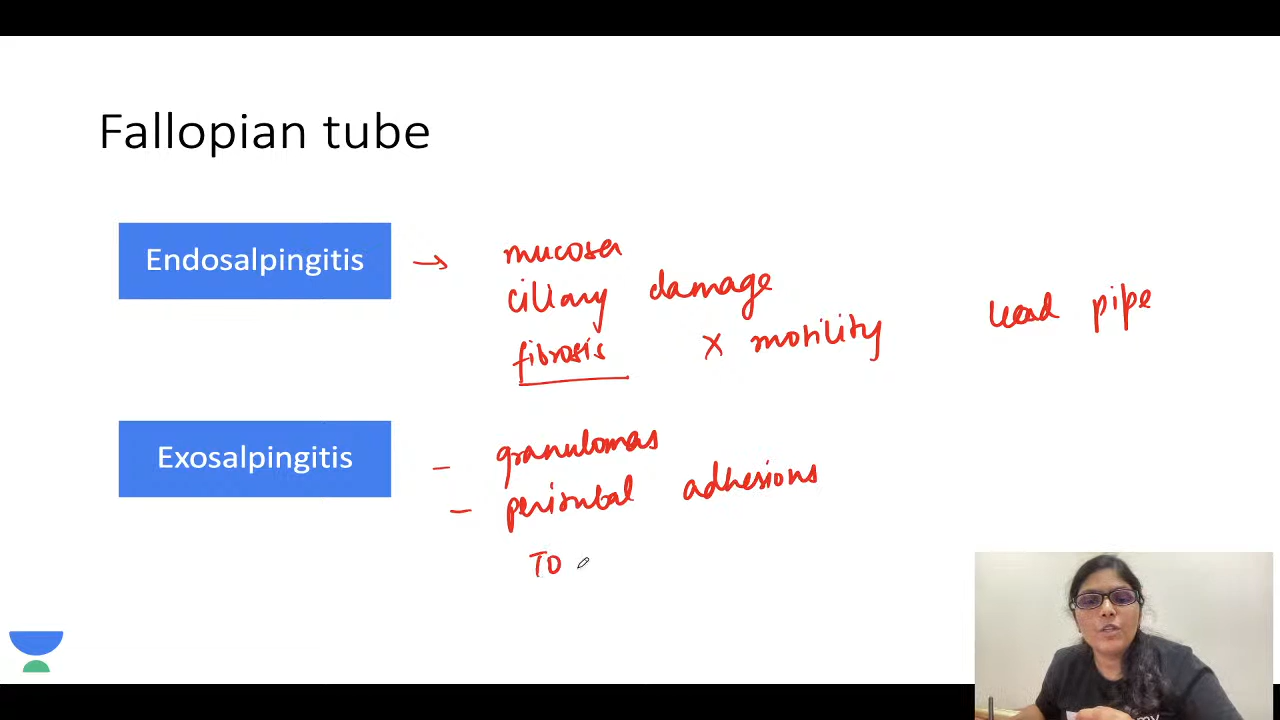 Fallopian tube
Endosalpingitis →
mucosa
ciliary damage
fibrosis x motility
lead pipe
Exosalpingitis
- granulomas
- peritubal adhesions
TO